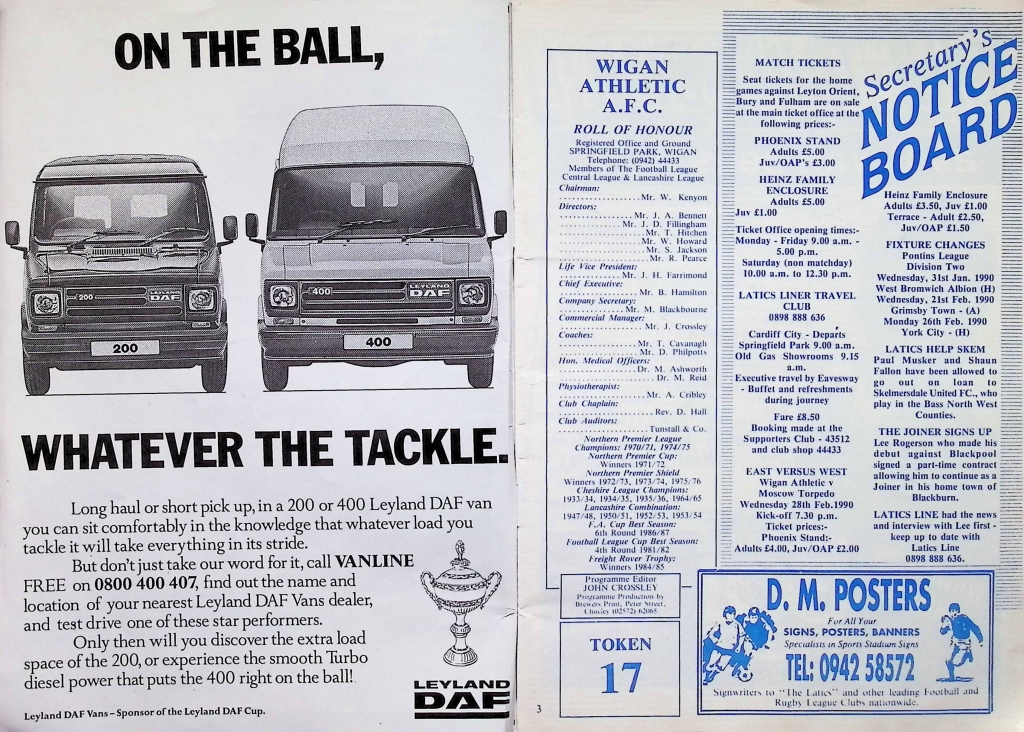 ON THE BALL,
200
LEYLAND
DAF
200
400
LEYLAND
DAF
400
WHATEVER THE TACKLE.
Long haul or short pick up, in a 200 or 400 Leyland DAF van
you can sit comfortably in the knowledge that whatever load you
tackle it will take everything in its stride.
But don't just take our word for it, call VANLINE
FREE on 0800 400 407, find out the name and
location of your nearest Leyland DAF Vans dealer,
and test drive one of these star performers.
Only then will you discover the extra load
space of the 200, or experience the smooth Turbo
diesel power that puts the 400 right on the ball!
Leyland DAF Vans – Sponsor of the Leyland DAF Cup.
LEYLAND
DAF
WIGAN
ATHLETIC
A.F.C.
ROLL OF HONOUR
Registered Office and Ground
SPRINGFIELD PARK, WIGAN
Telephone: (0942) 44433
Members of The Football League
Central League & Lancashire League
Chairman:
Mr. W. Kenyon
Directors:
Mr. J. A. Bennett
Mr. J. D. Fillingham
Mr. T. Hitchen
Mr. W. Howard
Mr. S. Jackson
Mr. R. Pearce
Life Vice President:
Mr. J. H. Farrimond
Chief Executive:
Mr. B. Hamilton
Company Secretary:
Mr. M. Blackbourne
Commercial Manager:
Mr. J. Crossley
Coaches:
Mr. T. Cavanagh
Mr. D. Philpotts
Hon. Medical Officers:
Dr. M. Ashworth
Dr. M. Reid
Physiotherapist:
Mr. A. Cribley
Club Chaplain:
Rev. D. Hall
Club Auditors:
Tunstall & Co.
Northern Premier League
Champions: 1970/71, 1974/75
Northern Premier Cup:
Winners 1971/72
Northern Premier Shield
Winners 1972/73, 1973/74, 1975/76
Cheshire League Champions:
1933/34, 1934/35, 1935/36, 1964/65
Lancashire Combination:
1947/48, 1950/51, 1952/53, 1953/54
F.A. Cup Best Season:
6th Round 1986/87
Football League Cup Best Season:
4th Round 1981/82
Freight Rover Trophy:
Winners 1984/85
Programme Editor
JOHN CROSSLEY
Programme Production by
Brewers Print, Peter Street,
Chorley (02572) 62065
TOKEN
17
3
Secretary's
NOTICE
BOARD
MATCH TICKETS
Seat tickets for the home
games against Leyton Orient,
Bury and Fulham are on sale
at the main ticket office at the
following prices:-
PHOENIX STAND
Adults £5.00
Juv/OAP's £3.00
HEINZ FAMILY
ENCLOSURE
Adults £5.00
Juv £1.00
Ticket Office opening times:-
Monday - Friday 9.00 a.m. -
5.00 p.m.
Saturday (non matchday)
10.00 a.m. to 12.30 p.m.
LATICS LINER TRAVEL
CLUB
0898 888 636
Cardiff City - Departs
Springfield Park 9.00 a.m.
Old Gas Showrooms 9.15
a.m.
Executive travel by Eavesway
- Buffet and refreshments
during journey
Fare £8.50
Booking made at the
Supporters Club - 43512
and club shop 44433
EAST VERSUS WEST
Wigan Athletic v
Moscow Torpedo
Wednesday 28th Feb.1990
Kick-off 7.30 p.m.
Ticket prices:-
Phoenix Stand:-
Adults £4.00, Juv/OAP £2.00
Heinz Family Enclosure
Adults £3.50, Juv £1.00
Terrace - Adult £2.50,
Juv/OAP £1.50
FIXTURE CHANGES
Pontins League
Division Two
Wednesday, 31st Jan. 1990
West Bromwich Albion (H)
Wednesday, 21st Feb. 1990
Grimsby Town - (A)
Monday 26th Feb. 1990
York City - (H)
LATICS HELP SKEM
Paul Musker and Shaun
Fallon have been allowed to
go out on loan to
Skelmersdale United FC., who
play in the Bass North West
Counties.
THE JOINER SIGNS UP
Lee Rogerson who made his
debut against Blackpool
signed a part-time contract
allowing him to continue as a
Joiner in his home town of
Blackburn.
LATICS LINE had the news
and interview with Lee first -
keep up to date with
Latics Line
0898 888 636.
D. M. POSTERS
For All Your
SIGNS, POSTERS, BANNERS
Specialists in Sports Stadium Signs
TEL: 0942 58572
Signwriters to "The Latics" and other leading Football and
Rugby League Clubs nationwide.